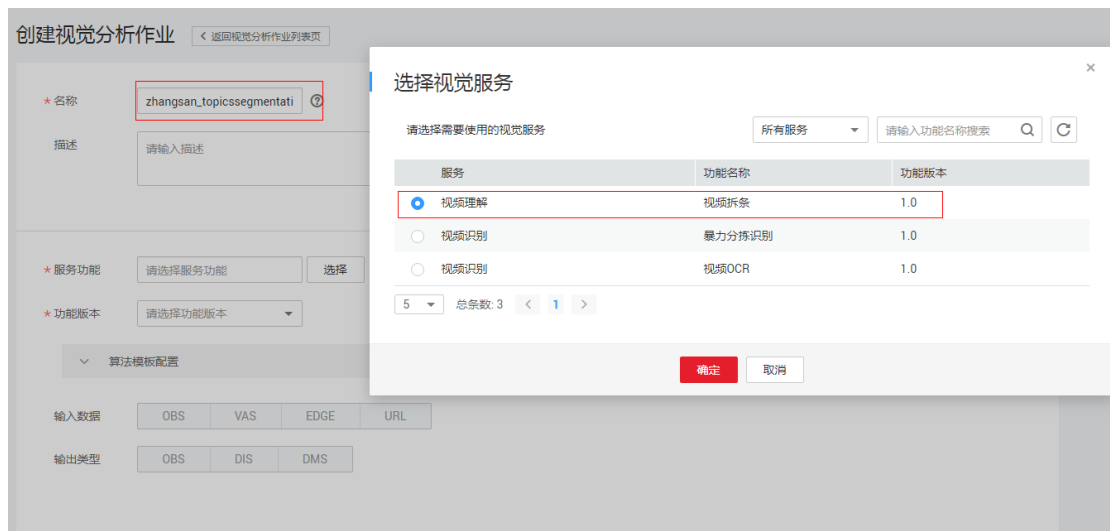 创建视觉分析作业 < 返回视觉分析作业列表页
* 名称 zhangsan_topicssegmentati ?
描述 请输入描述
* 服务功能 请选择服务功能 选择
* 功能版本 请选择功能版本
算法模板配置
输入数据 OBS VAS EDGE URL
输出类型 OBS DIS DMS
选择视觉服务 ×
请选择需要使用的视觉服务 所有服务 请输入功能名称搜索
服务 功能名称 功能版本
视频理解 视频拆条 1.0
视频识别 暴力分拣识别 1.0
视频识别 视频OCR 1.0
5 总条数: 3 < 1 >
确定 取消